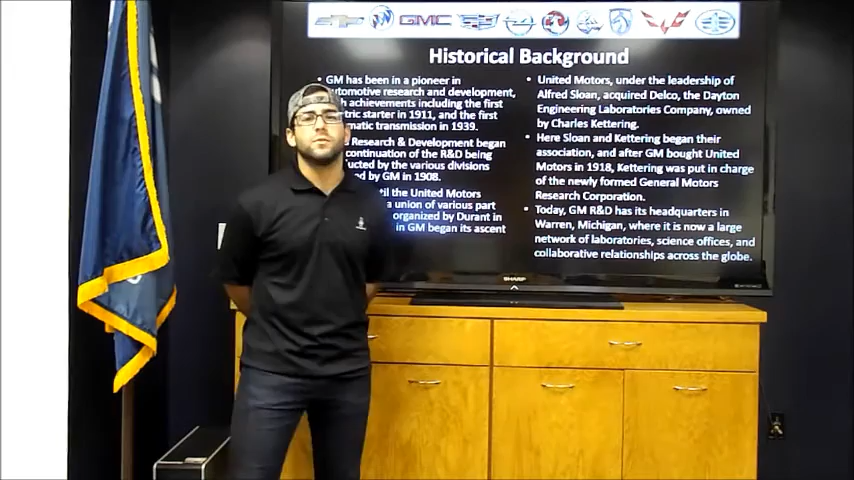 GMC
Historical Background
• GM has been in a pioneer in
automotive research and development,
achievements including the first
ctric starter in 1911, and the first
matic transmission in 1939.
Research & Development began
continuation of the R&D being
ucted by the various divisions
d by GM in 1908.
til the United Motors
a union of various part
organized by Durant in
GM began its ascent.
• United Motors, under the leadership of
Alfred Sloan, acquired Delco, the Dayton
Engineering Laboratories Company, owned
by Charles Kettering.
• Here Sloan and Kettering began their
association, and after GM bought United
Motors in 1918, Kettering was put in charge
of the newly formed General Motors
Research Corporation.
• Today, GM R&D has its headquarters in
Warren, Michigan, where it is now a large
network of laboratories, science offices and
collaborative relationships across the globe.
SHARP